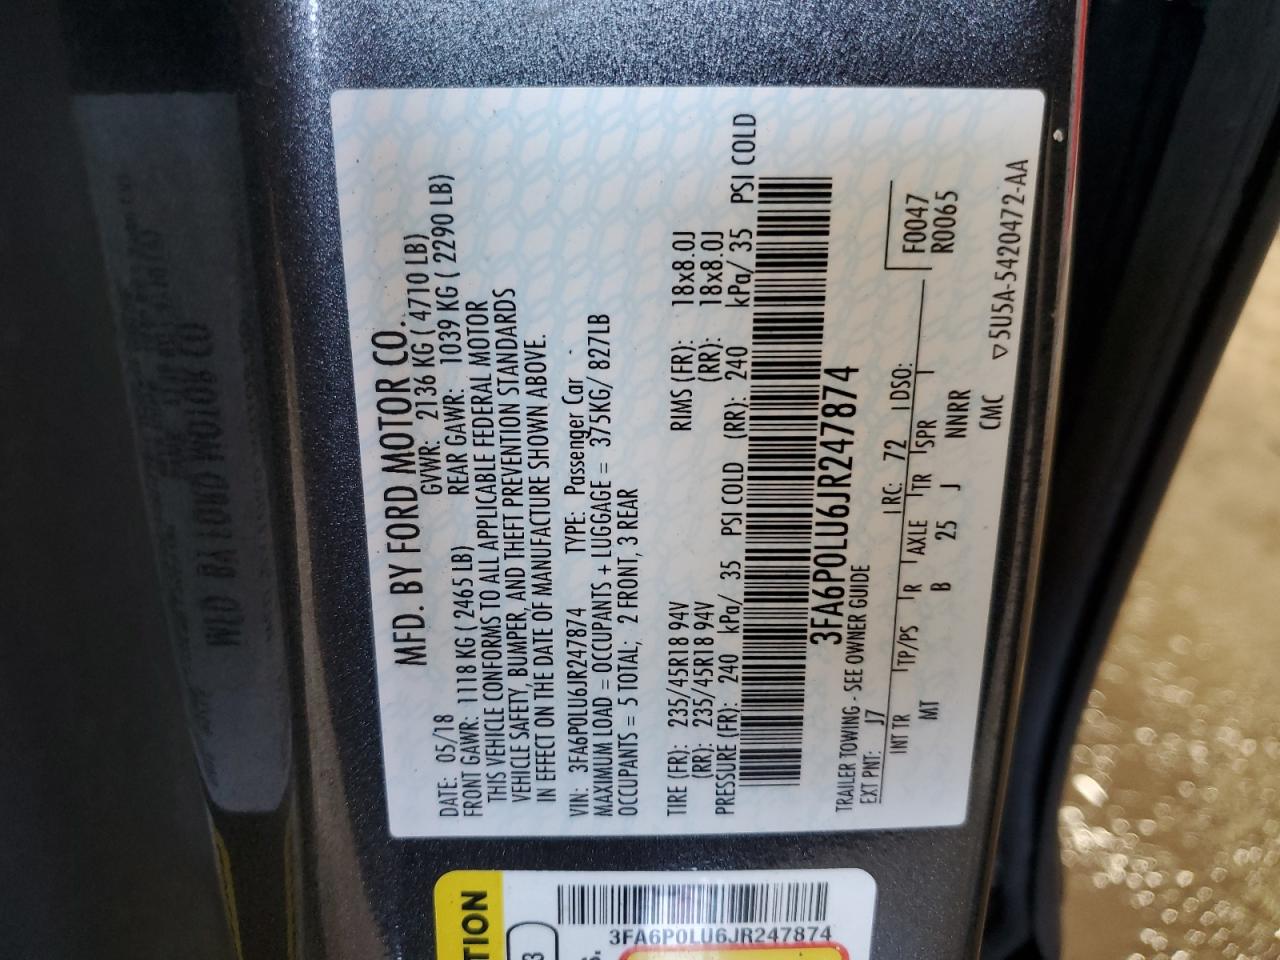 MFD. BY FORD MOTOR CO.
DATE: 05/18 GVWR: 2136 KG ( 4710 LB)
FRONT GAWR: 1118 KG ( 2465 LB) REAR GAWR: 1039 KG ( 2290 LB)
THIS VEHICLE CONFORMS TO ALL APPLICABLE FEDERAL MOTOR
VEHICLE SAFETY, BUMPER, AND THEFT PREVENTION STANDARDS
IN EFFECT ON THE DATE OF MANUFACTURE SHOWN ABOVE.
VIN: 3FA6P0LU6JR247874 TYPE: Passenger Car
MAXIMUM LOAD = OCCUPANTS + LUGGAGE = 375KG/ 827LB
OCCUPANTS = 5 TOTAL; 2 FRONT, 3 REAR
TIRE (FR): 235/45R18 94V RIMS (FR): 18x8.0J
(RR): 235/45R18 94V (RR): 18x8.0J
PRESSURE (FR): 240 kPa/ 35 PSI COLD (RR): 240 kPa/ 35 PSI COLD
3FA6P0LU6JR247874
TRAILER TOWING - SEE OWNER GUIDE
EXT PNT: J7 RC: 72 DSO: F0047
INT TR TP/PS R AXLE TR SPR R0065
MT B 25 J NNRR
CMC ▽5U5A-5420472-AA
TION
3FA6P0LU6JR247874